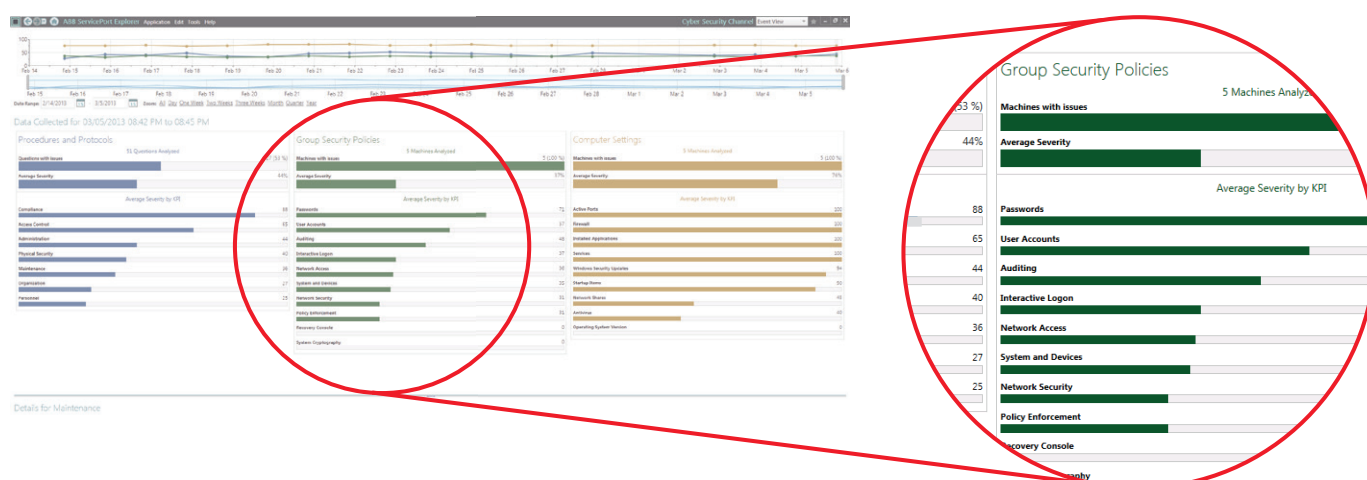 ABB ServicePort Explorer Application Edit Tools Help
Cyber Security Channel Event View
100
50
0
Feb 14 Feb 15 Feb 16 Feb 17 Feb 18 Feb 19 Feb 20 Feb 21 Feb 22 Feb 23 Feb 24 Feb 25 Feb 26 Feb 27 Feb 28 Mar 2 Mar 3 Mar 4 Mar 5 Mar 6
Feb 15 Feb 16 Feb 17 Feb 18 Feb 19 Feb 20 Feb 21 Feb 22 Feb 24 Feb 25 Feb 26 Feb 27 Feb 28 Mar 1 Mar 2 Mar 3 Mar 4 Mar 5
Date Range 2/14/2013 - 3/5/2013 Zoom All Day One Week Two Weeks Three Weeks Month Quarter Year
Data Collected for 03/05/2013 08:42 PM to 08:45 PM
Procedures and Protocols
51 Questions Analyzed
Questions with issues (53 %)
Average Severity 44%
Average Severity by KPI
Compliance 88
Access Control 65
Administration 44
Physical Security 40
Maintenance 36
Organization 27
Personnel 25
Group Security Policies
5 Machines Analyzed
Machines with issues 5 (100 %)
Average Severity 37%
Average Severity by KPI
Passwords 71
User Accounts 57
Auditing 48
Interactive Logon 37
Network Access 36
System and Devices 35
Network Security 31
Policy Enforcement 31
Recovery Console 0
System Cryptography 0
Computer Settings
5 Machines Analyzed
Machines with issues 5 (100 %)
Average Severity 76%
Average Severity by KPI
Active Ports 100
Firewall 100
Installed Applications 100
Services 100
Windows Security Updates 94
Startup Items 90
Network Shares 45
Antivirus 40
Operating System Version 0
Details for Maintenance
Group Security Policies
5 Machines Analyz
(53 %)
Machines with issues
44%
Average Severity
Average Severity by KPI
88
Passwords
65
User Accounts
44
Auditing
40
Interactive Logon
36
Network Access
27
System and Devices
25
Network Security
Policy Enforcement
ecovery Console
graphy